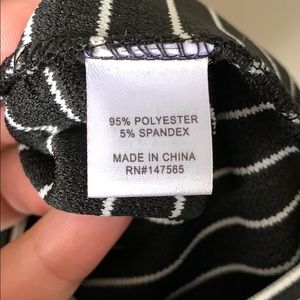 95% POLYESTER
5% SPANDEX
MADE IN CHINA
RN#147565